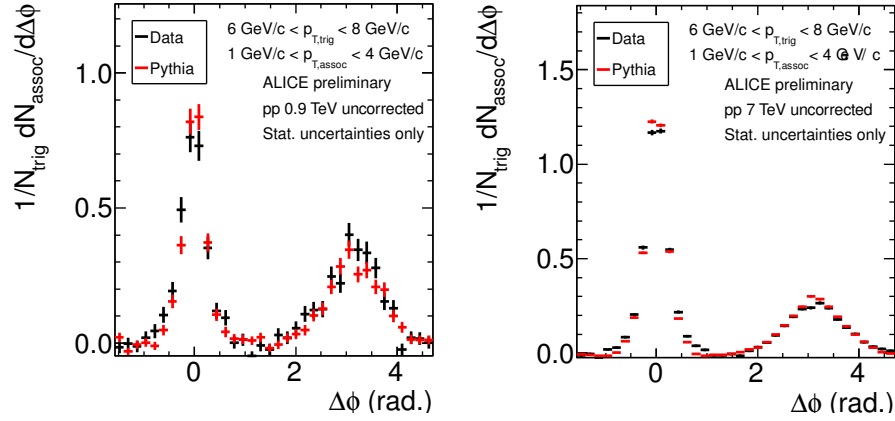 1/N_trig dN_assoc/dΔϕ
1.0
0.5
0.0
Data
Pythia
6 GeV/c < p_T,trig < 8 GeV/c
1 GeV/c < p_T,assoc < 4 GeV/c
ALICE preliminary
pp 0.9 TeV uncorrected
Stat. uncertainties only
0 2 4
Δϕ (rad.)
1/N_trig dN_assoc/dΔϕ
1.5
1.0
0.5
0.0
Data
Pythia
6 GeV/c < p_T,trig < 8 GeV/c
1 GeV/c < p_T,assoc < 4 GeV/ c
ALICE preliminary
pp 7 TeV uncorrected
Stat. uncertainties only
0 2 4
Δϕ (rad.)